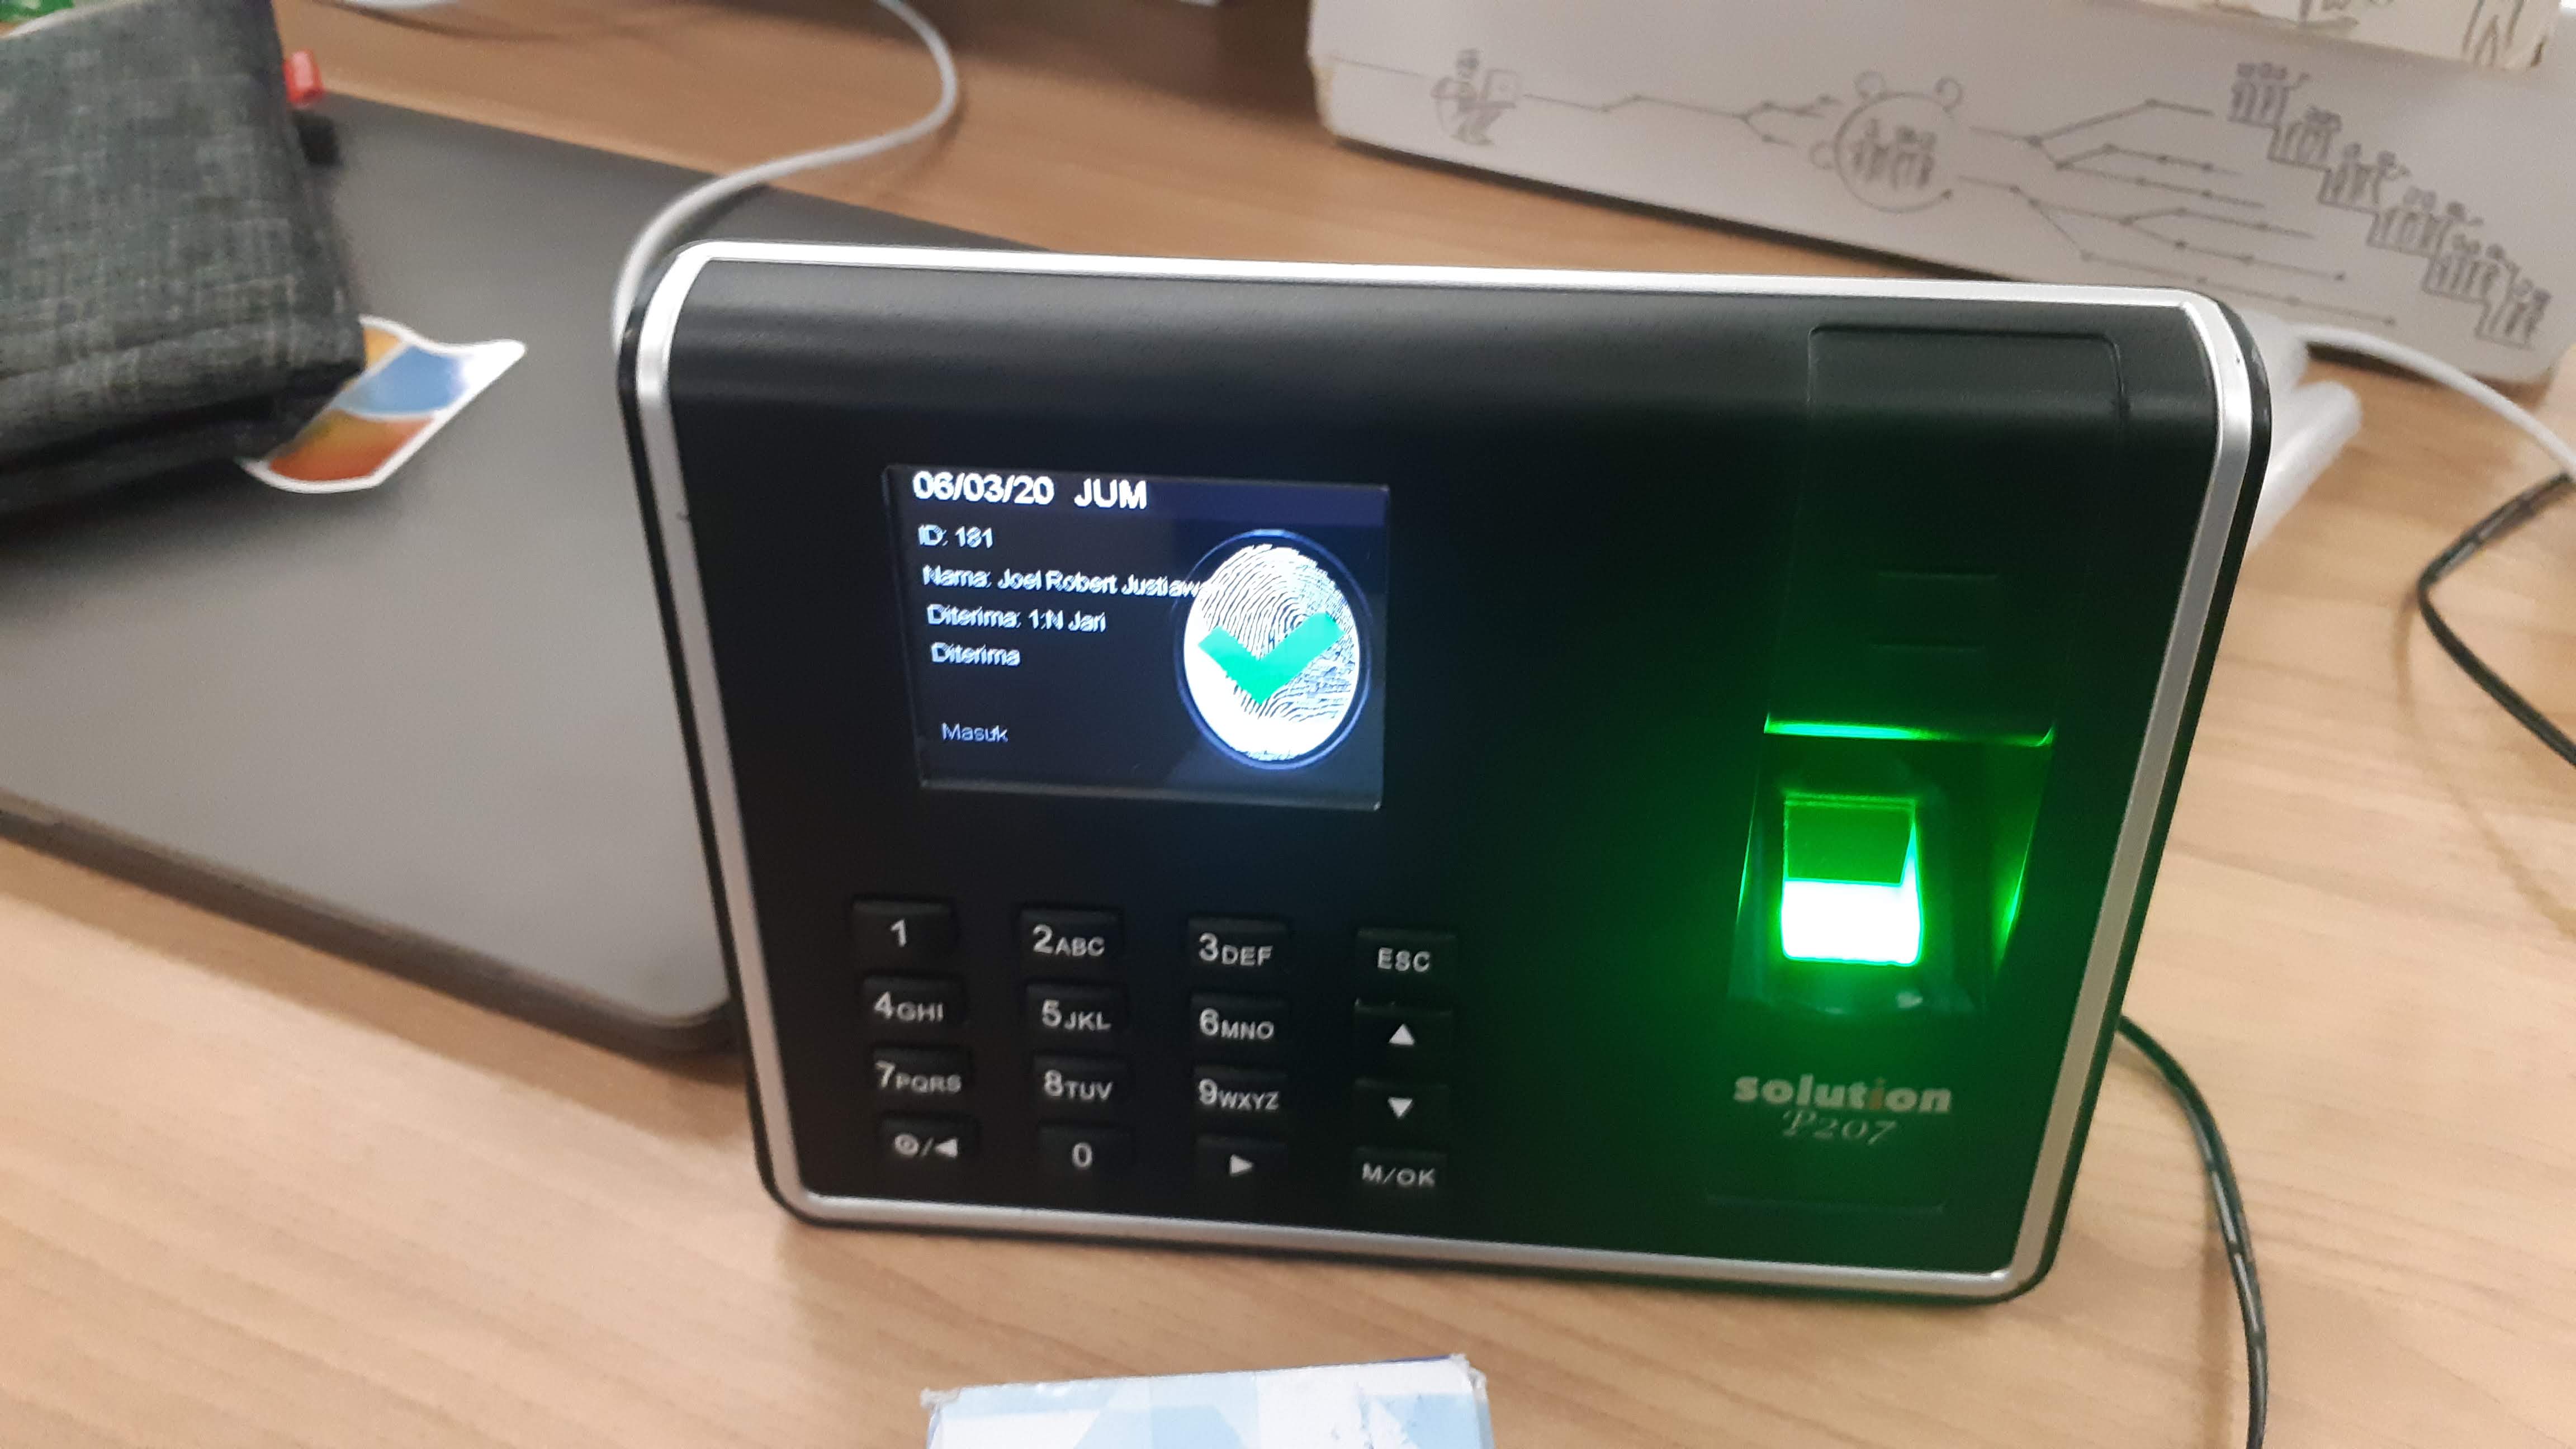 06/03/20 JUM
ID: 181
Nama: Joel Robert Justiaw
Diterima: 1:N Jari
Diterima
Masuk
1 2ABC 3DEF ESC
4GHI 5JKL 6MNO ▲
7PQRS 8TUV 9WXYZ ▼
/◀ 0 ▶ M/OK
solution
P207